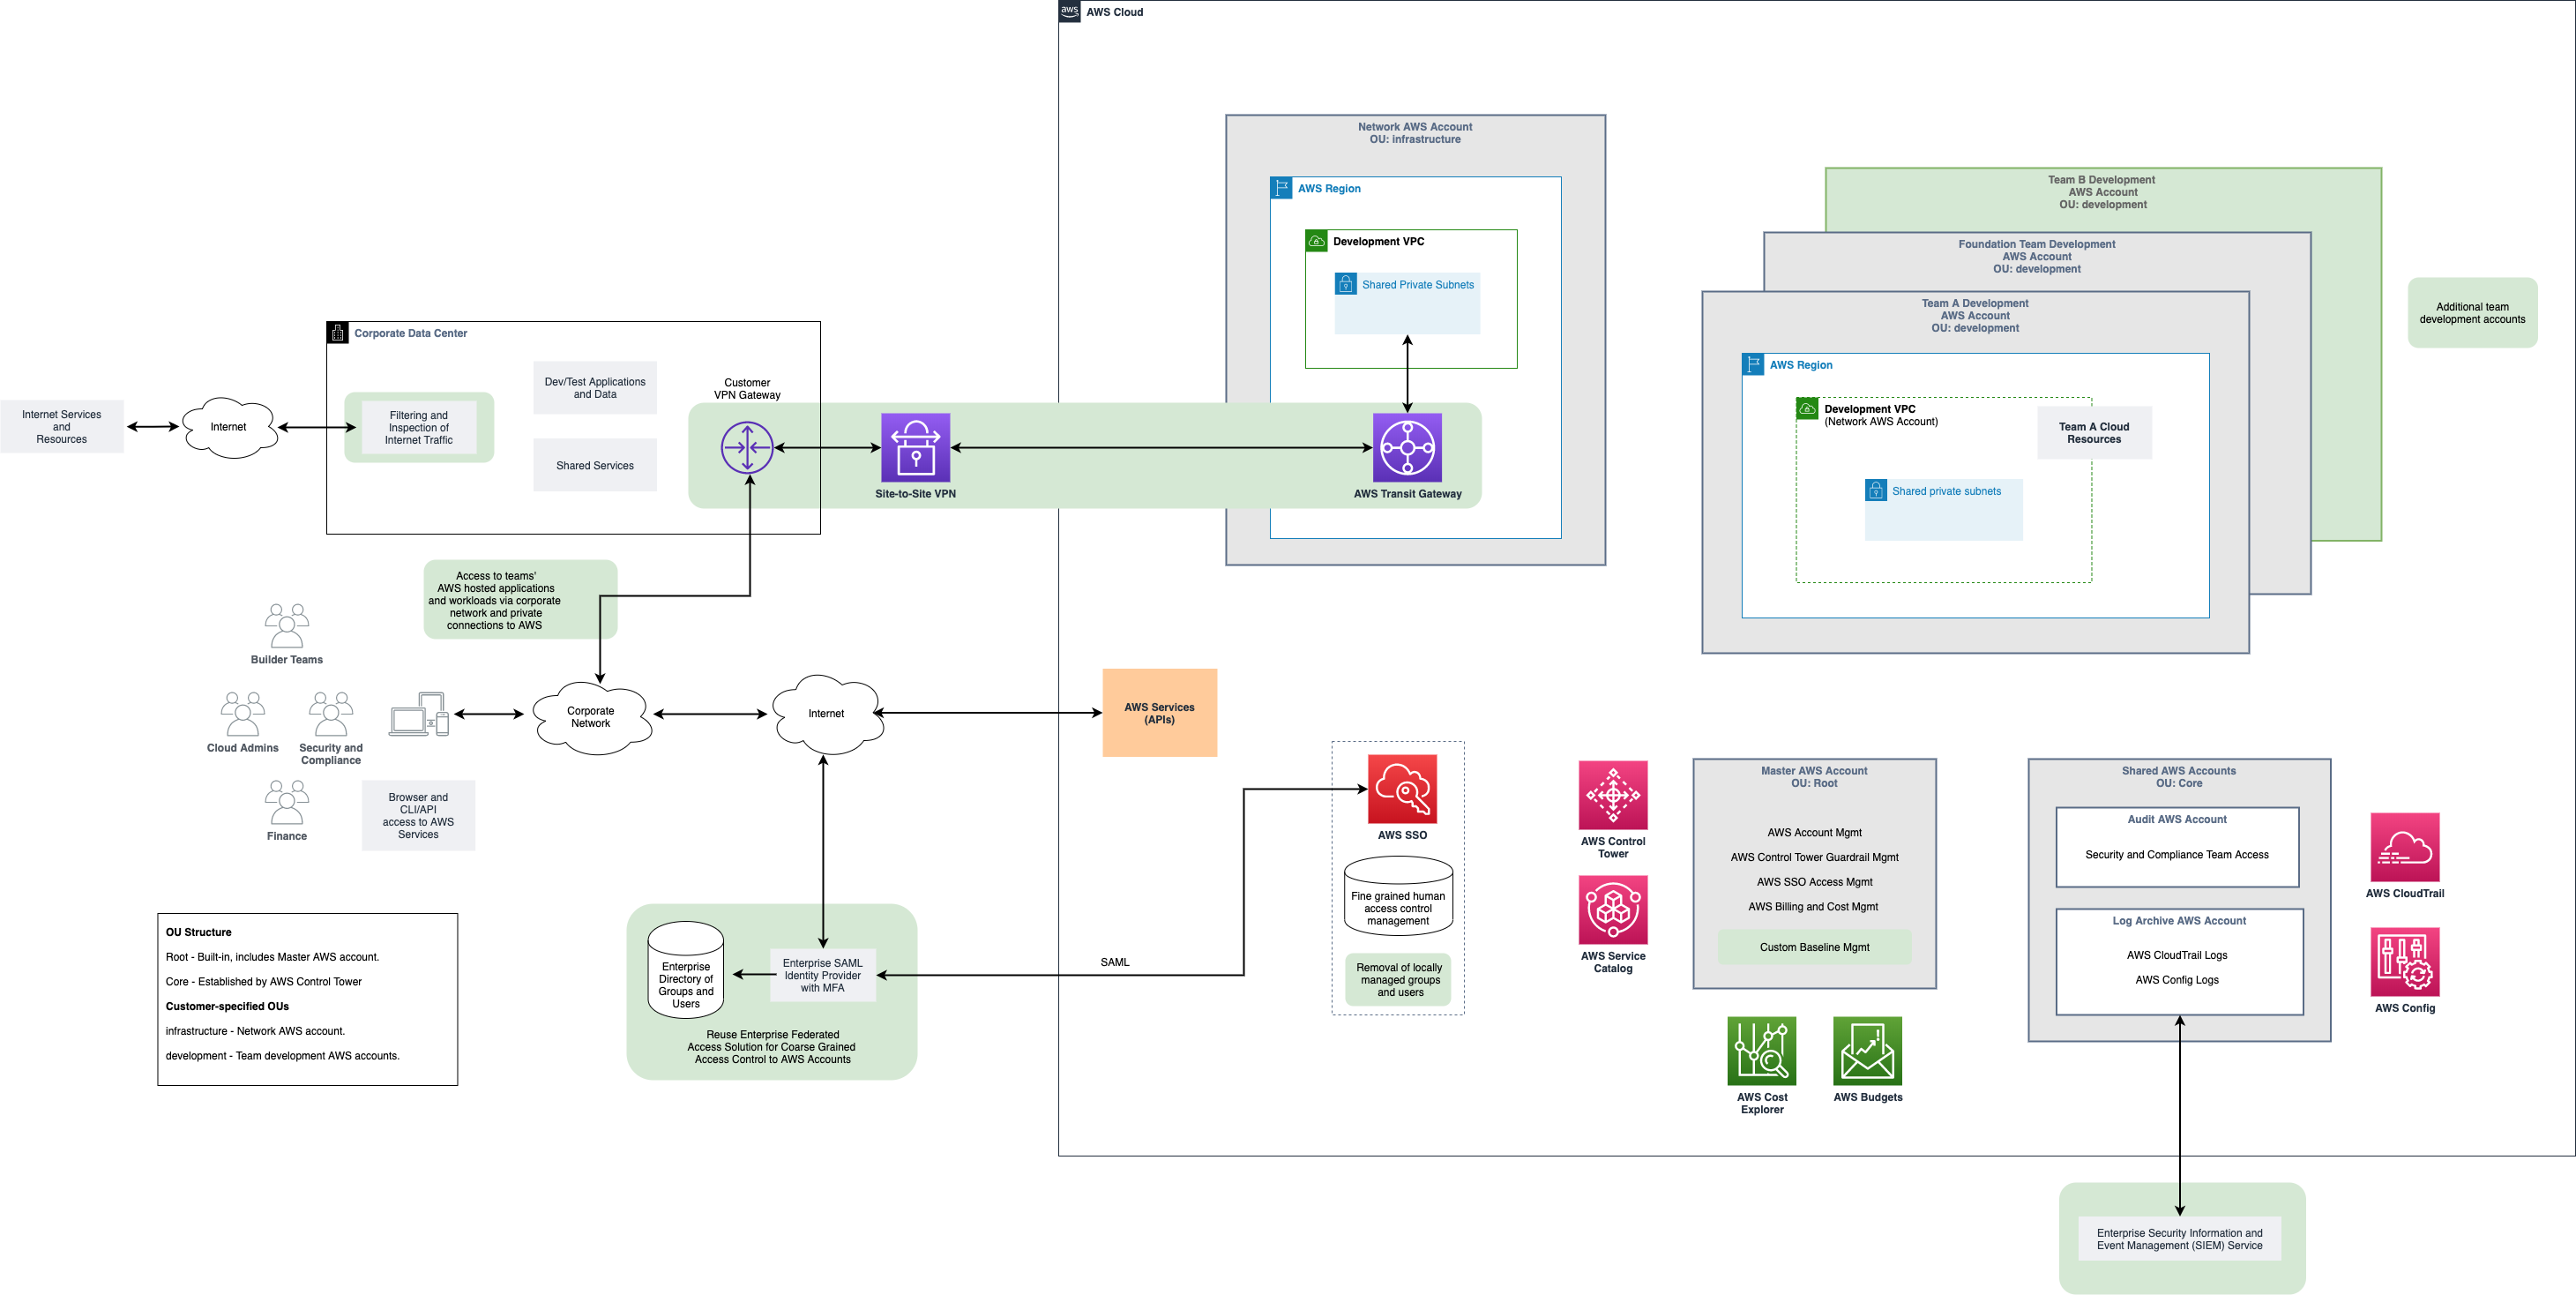 aws
AWS Cloud
Network AWS Account
OU: infrastructure
AWS Region
Development VPC
Shared Private Subnets
Team B Development
AWS Account
OU: development
Foundation Team Development
AWS Account
OU: development
Team A Development
AWS Account
OU: development
AWS Region
Development VPC
(Network AWS Account)
Team A Cloud
Resources
Shared private subnets
Additional team
development accounts
Corporate Data Center
Internet Services
and
Resources
Internet
Filtering and
Inspection of
Internet Traffic
Dev/Test Applications
and Data
Shared Services
Customer
VPN Gateway
Site-to-Site VPN
AWS Transit Gateway
Access to teams'
AWS hosted applications
and workloads via corporate
network and private
connections to AWS
Builder Teams
Cloud Admins
Security and
Compliance
Finance
Browser and
CLI/API
access to AWS
Services
Corporate
Network
Internet
AWS Services
(APIs)
AWS SSO
Fine grained human
access control
management
Removal of locally
managed groups
and users
AWS Control
Tower
AWS Service
Catalog
Master AWS Account
OU: Root
AWS Account Mgmt
AWS Control Tower Guardrail Mgmt
AWS SSO Access Mgmt
AWS Billing and Cost Mgmt
Custom Baseline Mgmt
AWS Cost
Explorer
AWS Budgets
Shared AWS Accounts
OU: Core
Audit AWS Account
Security and Compliance Team Access
Log Archive AWS Account
AWS CloudTrail Logs
AWS Config Logs
AWS CloudTrail
AWS Config
OU Structure
Root - Built-in, includes Master AWS account.
Core - Established by AWS Control Tower
Customer-specified OUs
infrastructure - Network AWS account.
development - Team development AWS accounts.
Enterprise
Directory of
Groups and
Users
Enterprise SAML
Identity Provider
with MFA
Reuse Enterprise Federated
Access Solution for Coarse Grained
Access Control to AWS Accounts
SAML
Enterprise Security Information and
Event Management (SIEM) Service